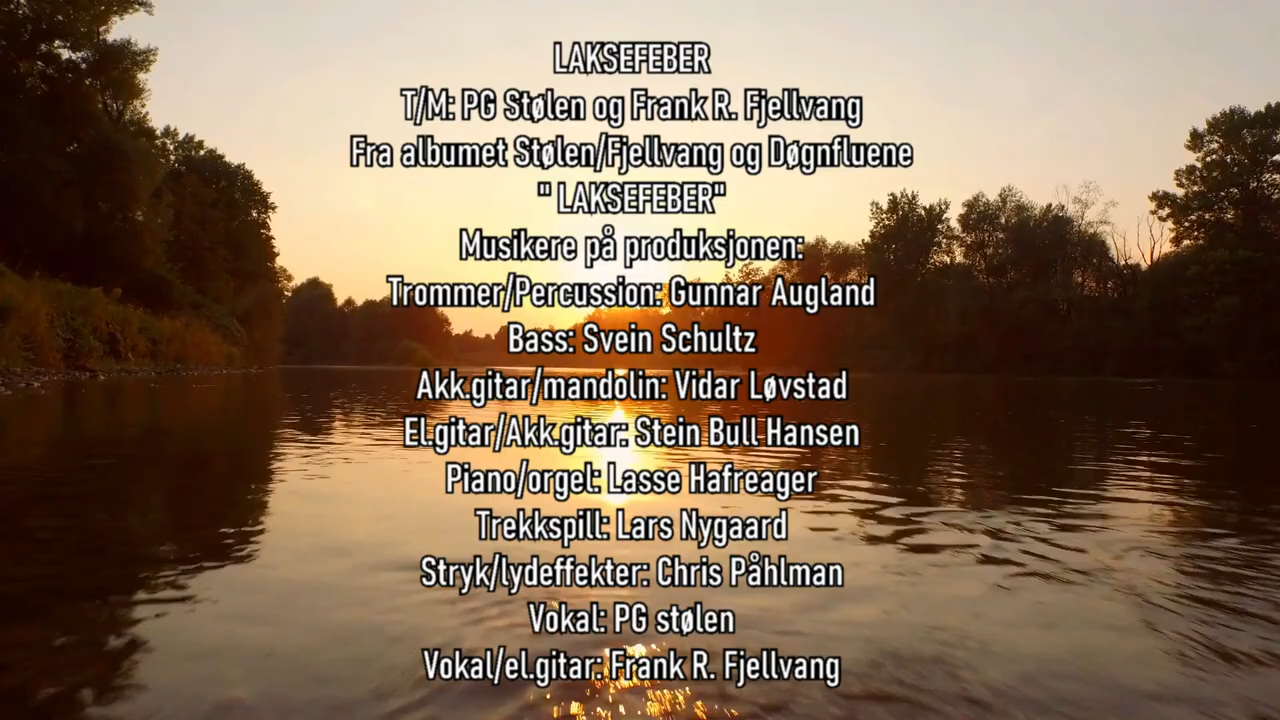 LAKSEFEBER
T/M: PG Stølen og Frank R. Fjellvang
Fra albumet Stølen/Fjellvang og Døgnfluene
" LAKSEFEBER"
Musikere på produksjonen:
Trommer/Percussion: Gunnar Augland
Bass: Svein Schultz
Akk.gitar/mandolin: Vidar Løvstad
El.gitar/Akk.gitar: Stein Bull Hansen
Piano/orgel: Lasse Hafreager
Trekkspill: Lars Nygaard
Stryk/lydeffekter: Chris Påhlman
Vokal: PG stølen
Vokal/el.gitar: Frank R. Fjellvang